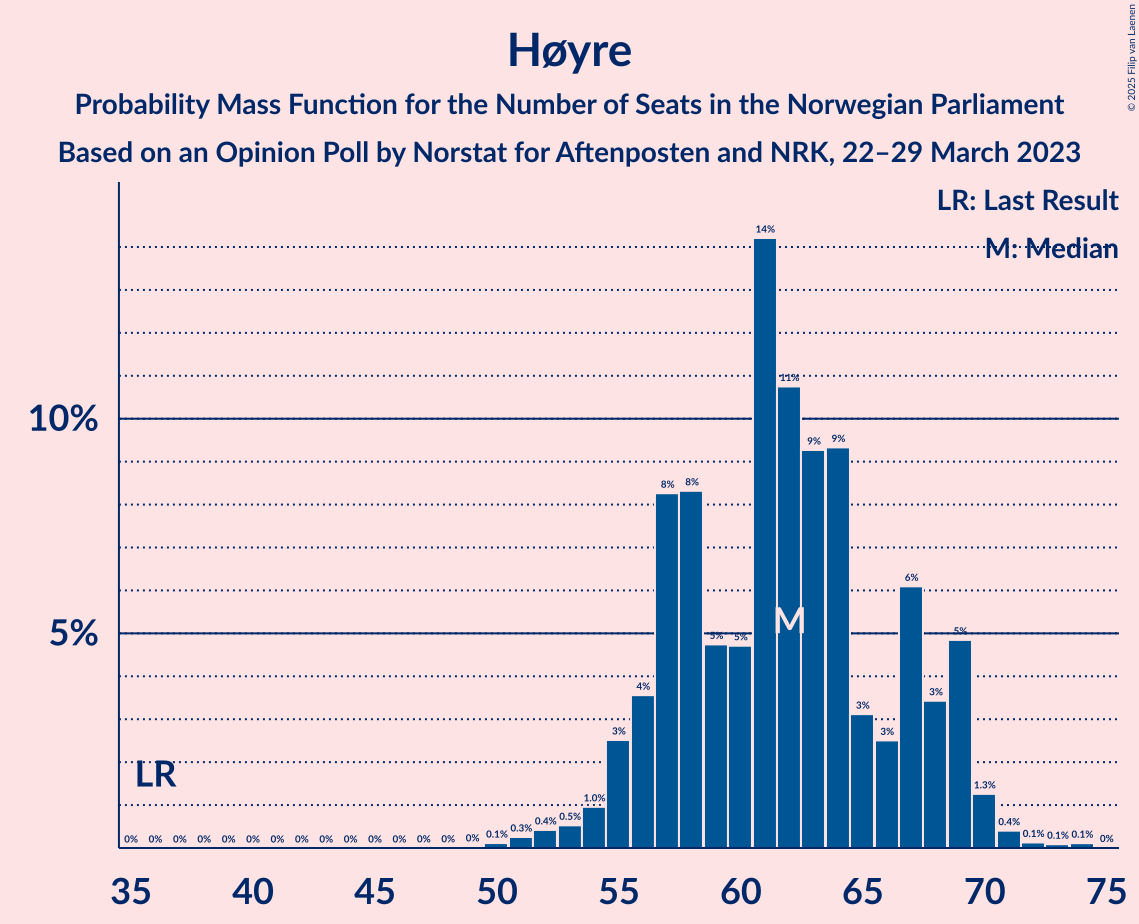 Høyre
Probability Mass Function for the Number of Seats in the Norwegian Parliament
Based on an Opinion Poll by Norstat for Aftenposten and NRK, 22–29 March 2023
© 2025 Filip van Laenen
LR: Last Result
M: Median
10%
5%
0% 0% 0% 0% 0% 0% 0% 0% 0% 0% 0% 0% 0% 0% 0% 0.1% 0.3% 0.4% 0.5% 1.0% 3% 4% 8% 8% 5% 5% 14% 11% 9% 9% 3% 3% 6% 3% 5% 1.3% 0.4% 0.1% 0.1% 0.1% 0%
LR
M
35 40 45 50 55 60 65 70 75